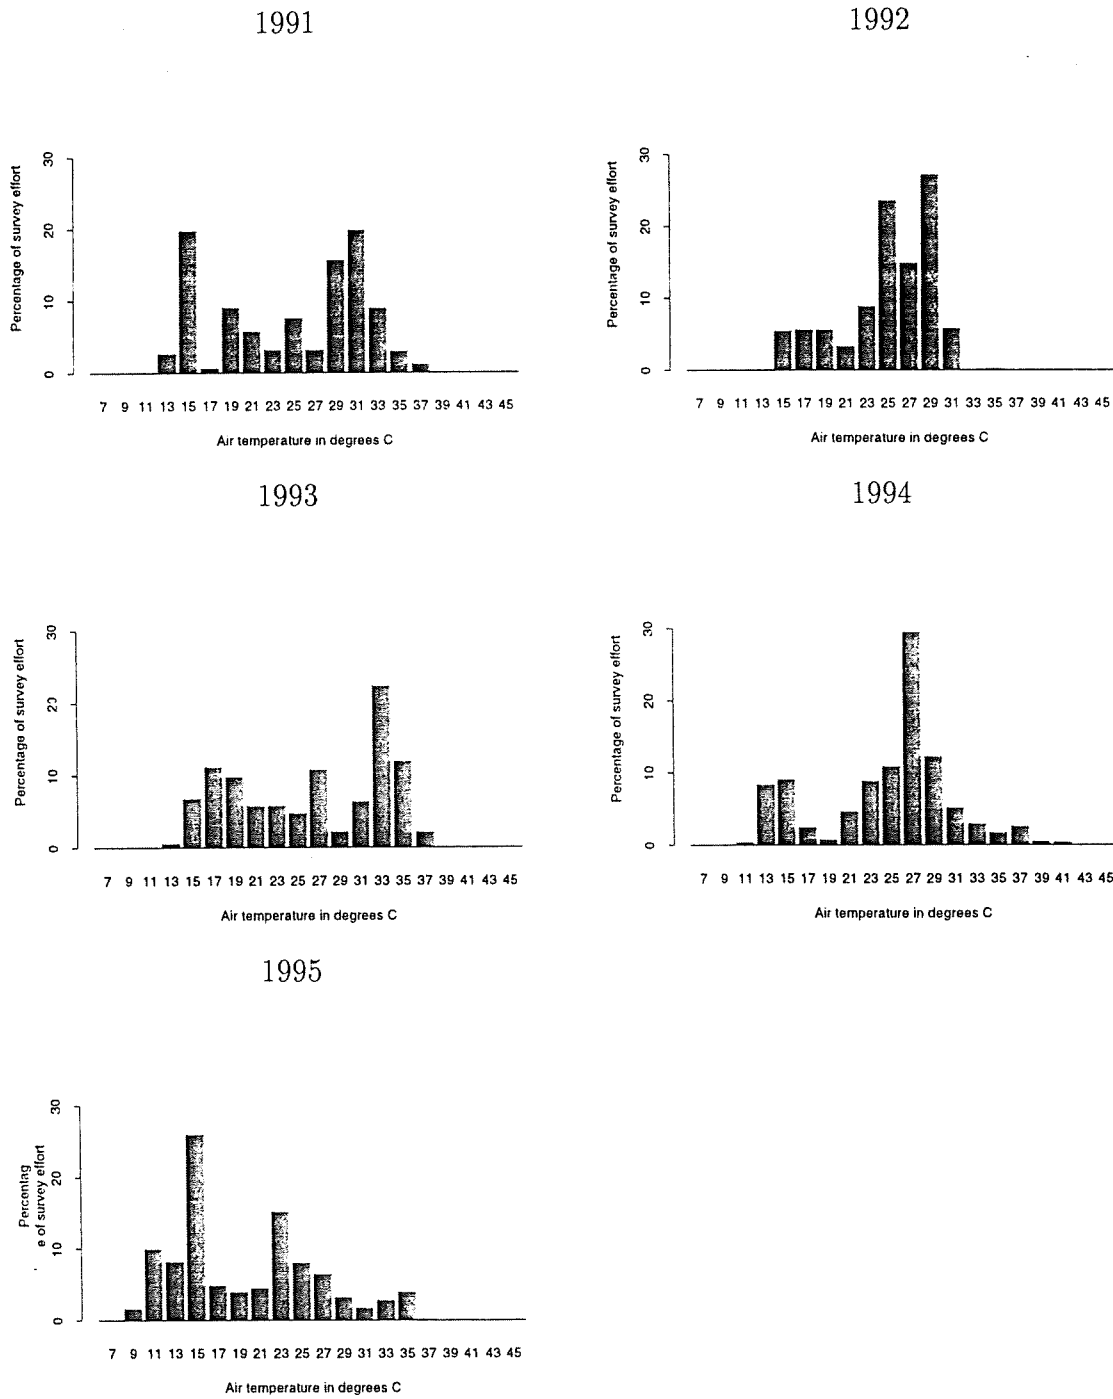 1991
Percentage of survey effort
30
20
10
0
7 9 11 13 15 17 19 21 23 25 27 29 31 33 35 37 39 41 43 45
Air temperature in degrees C
1992
Percentage of survey effort
30
20
10
0
7 9 11 13 15 17 19 21 23 25 27 29 31 33 35 37 39 41 43 45
Air temperature in degrees C
1993
Percentage of survey effort
30
20
10
0
7 9 11 13 15 17 19 21 23 25 27 29 31 33 35 37 39 41 43 45
Air temperature in degrees C
1994
Percentage of survey effort
30
20
10
0
7 9 11 13 15 17 19 21 23 25 27 29 31 33 35 37 39 41 43 45
Air temperature in degrees C
1995
Percentag
e of survey effort
30
20
10
0
7 9 11 13 15 17 19 21 23 25 27 29 31 33 35 37 39 41 43 45
Air temperature in degrees C